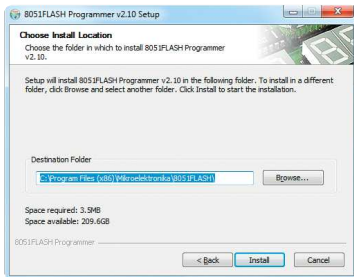 8051FLASH Programmer v2.10 Setup
Choose Install Location
Choose the folder in which to install 8051FLASH Programmer
v2.10.
Setup will install 8051FLASH Programmer v2.10 in the following folder. To install in a different
folder, click Browse and select another folder. Click Install to start the installation.
Destination Folder
C:\Program Files (x86)\Mikroelektronika\8051FLASH\
Browse...
Space required: 3.5MB
Space available: 209.6GB
8051FLASH Programmer
< Back
Install
Cancel